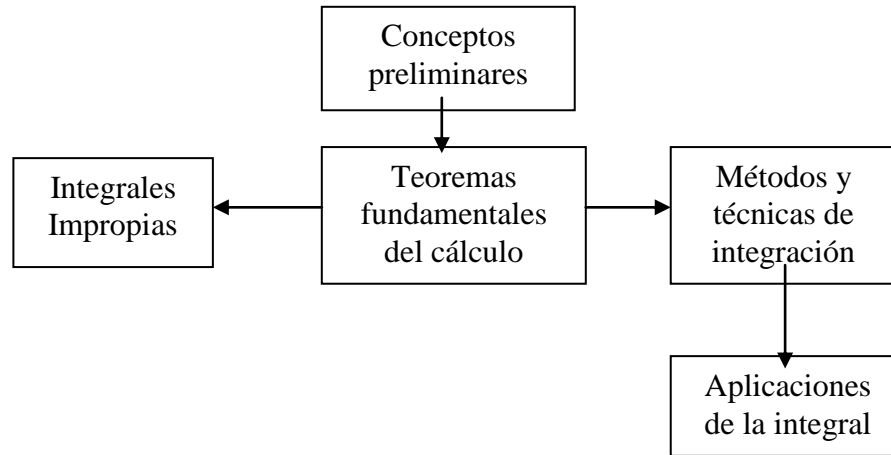 Conceptos
preliminares
Integrales
Impropias
Teoremas
fundamentales
del cálculo
Métodos y
técnicas de
integración
Aplicaciones
de la integral